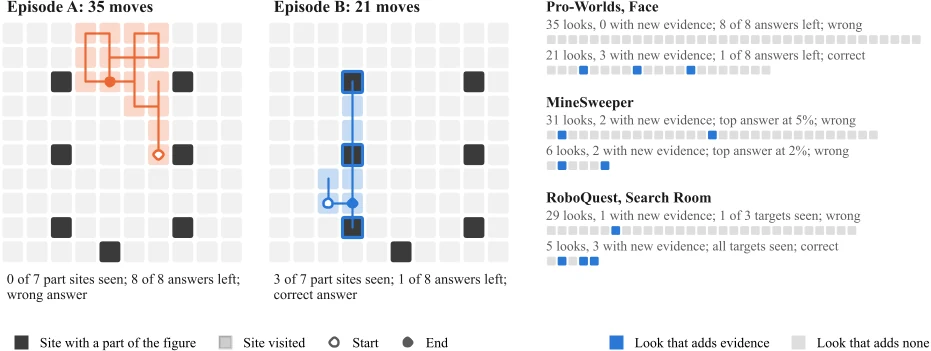 Episode A: 35 moves
0 of 7 part sites seen; 8 of 8 answers left;
wrong answer
Episode B: 21 moves
3 of 7 part sites seen; 1 of 8 answers left;
correct answer
Pro-Worlds, Face
35 looks, 0 with new evidence; 8 of 8 answers left; wrong
21 looks, 3 with new evidence; 1 of 8 answers left; correct
MineSweeper
31 looks, 2 with new evidence; top answer at 5%; wrong
6 looks, 2 with new evidence; top answer at 2%; wrong
RoboQuest, Search Room
29 looks, 1 with new evidence; 1 of 3 targets seen; wrong
5 looks, 3 with new evidence; all targets seen; correct
Site with a part of the figure
Site visited
Start
End
Look that adds evidence
Look that adds none